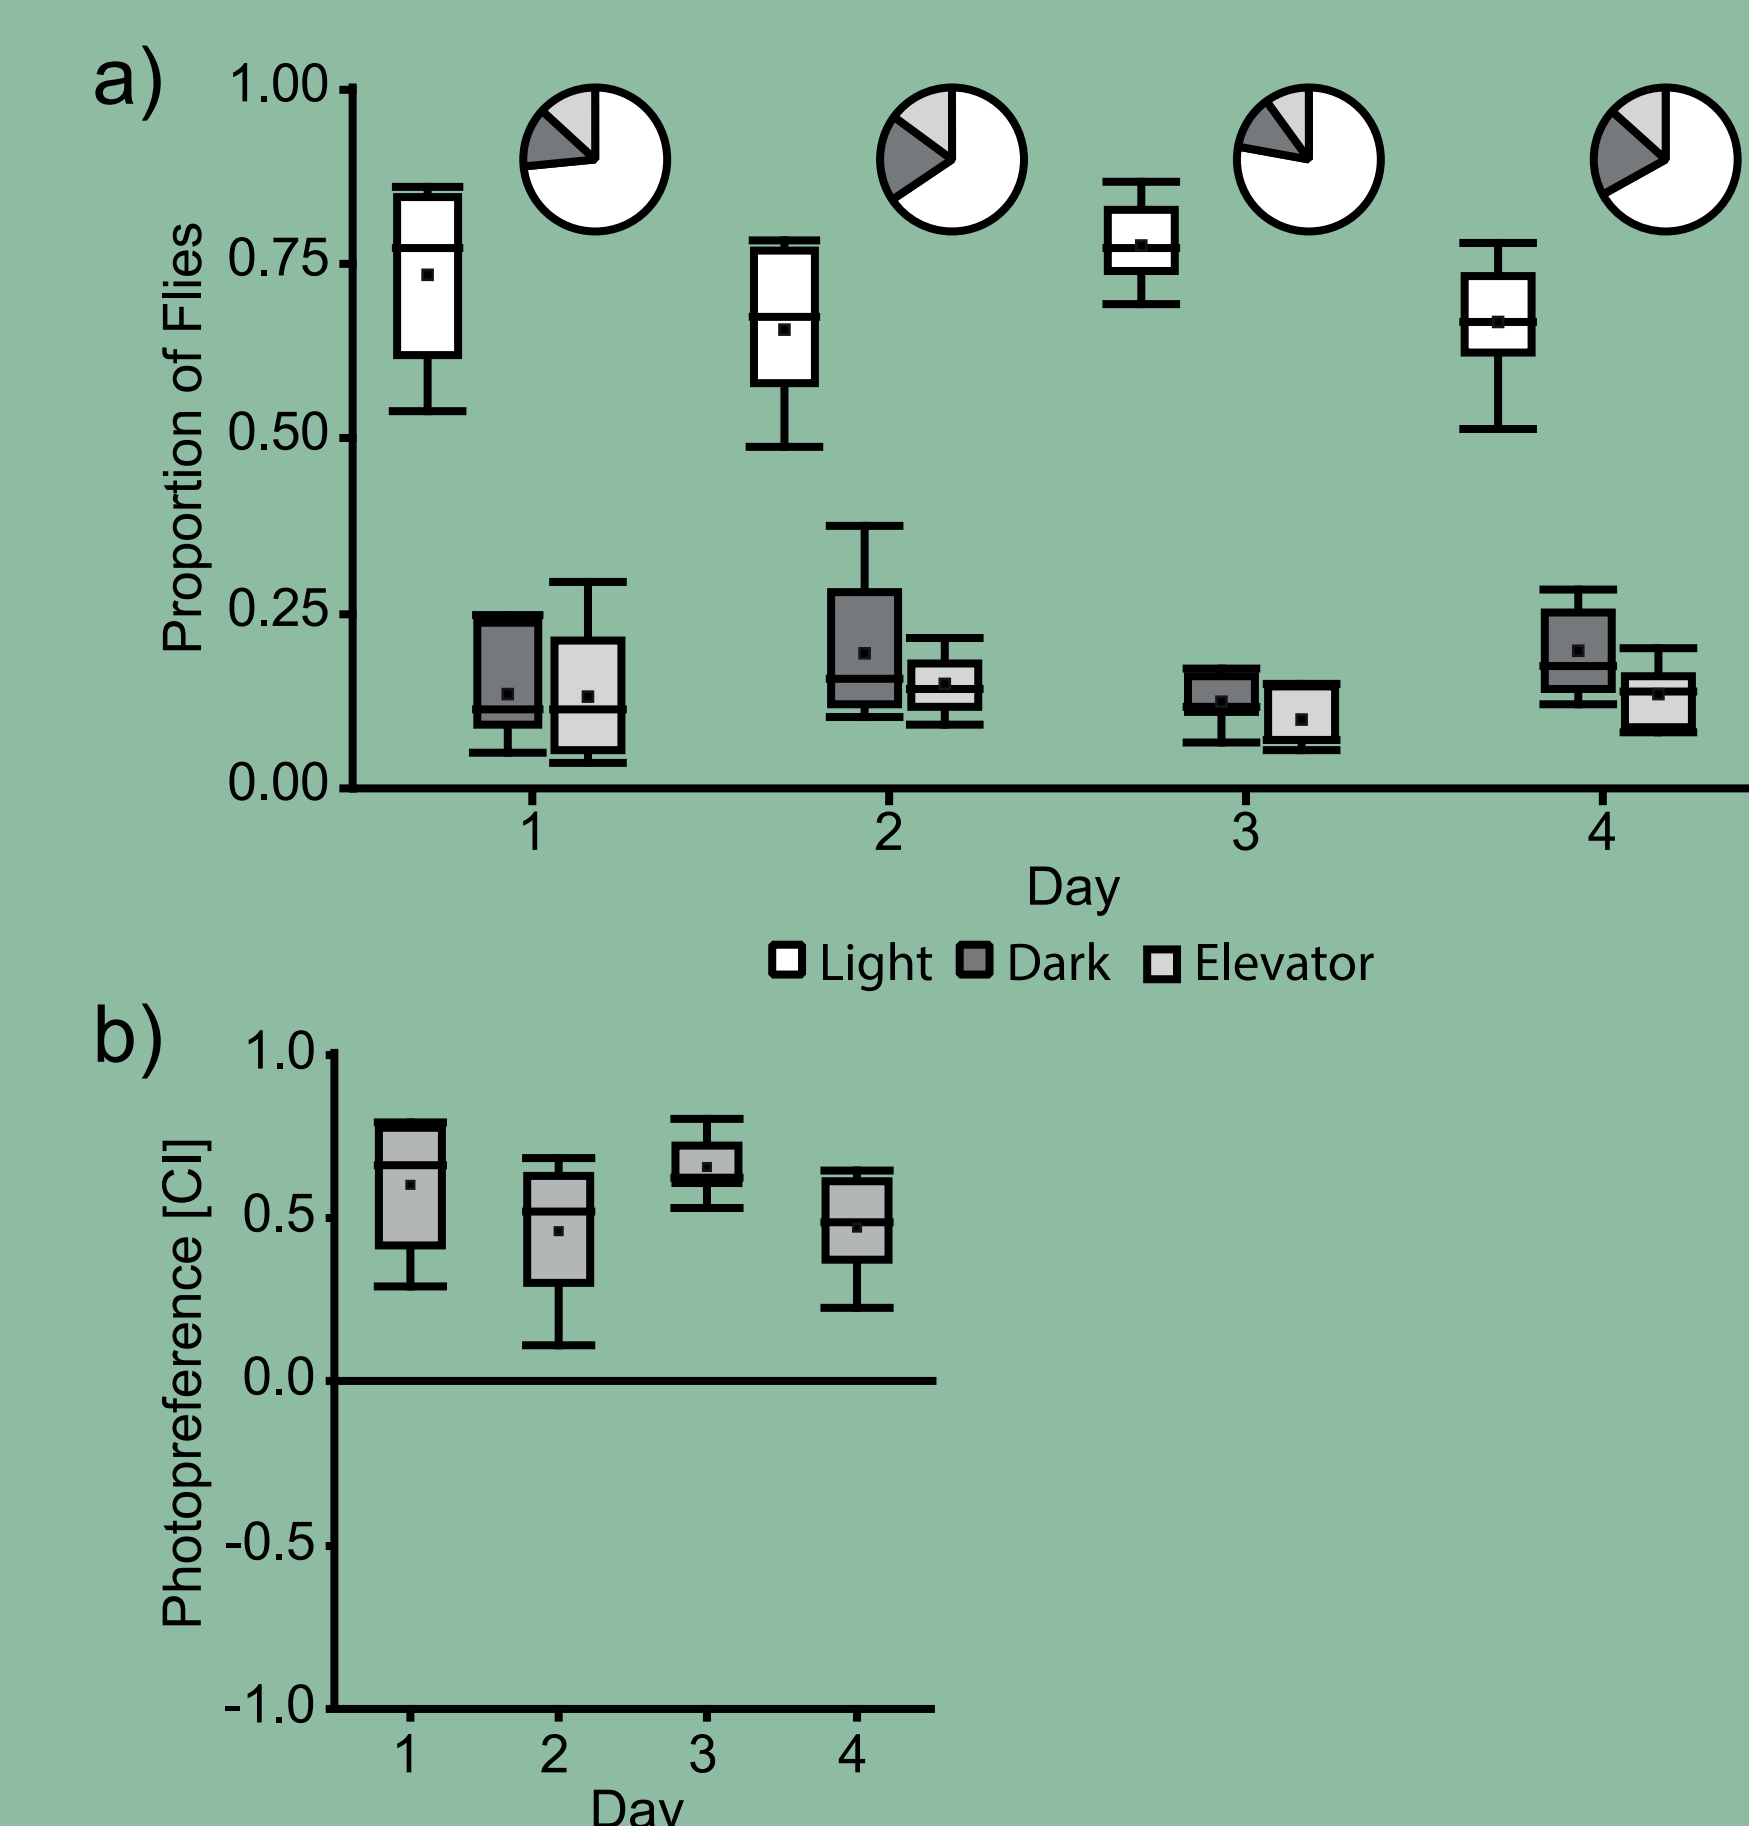 a)
1.00
0.75
0.50
0.25
0.00
Proportion of Flies
1 2 3 4
Day
Light Dark Elevator
b)
1.0
0.5
0.0
-0.5
-1.0
Photopreference [CI]
1 2 3 4
Day